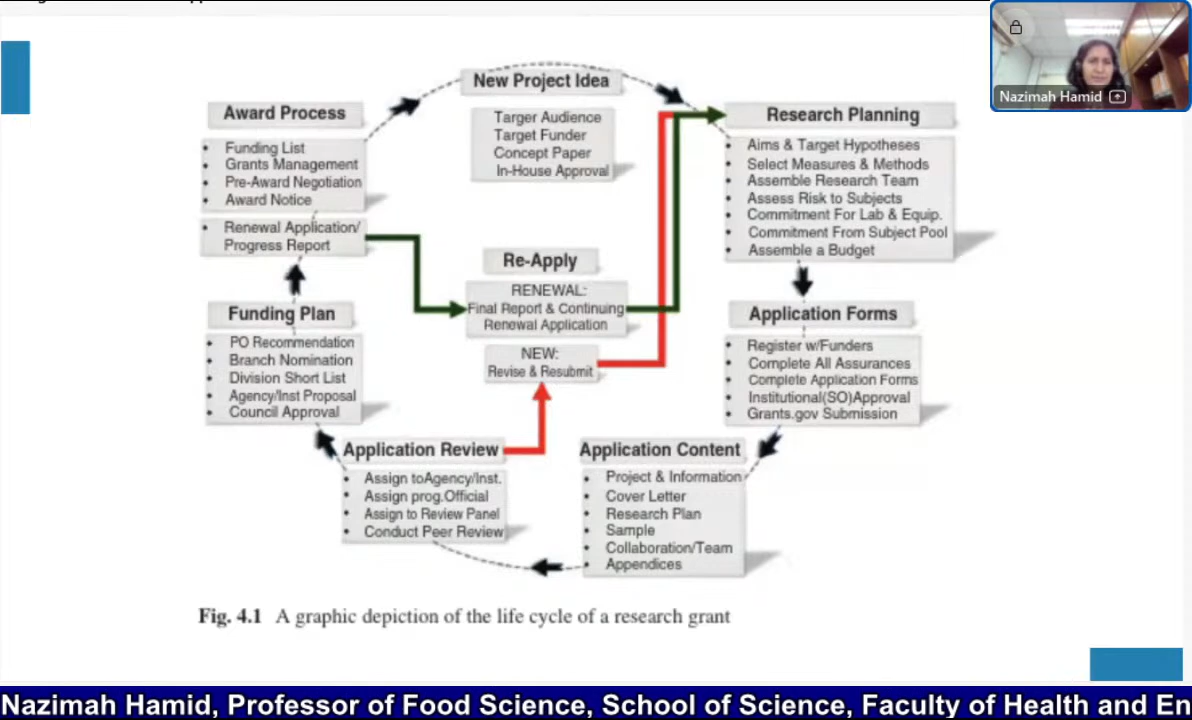 Nazimah Hamid
New Project Idea
Targer Audience
Target Funder
Concept Paper
In-House Approval
Award Process
Funding List
Grants Management
Pre-Award Negotiation
Award Notice
Renewal Application/
Progress Report
Research Planning
Aims & Target Hypotheses
Select Measures & Methods
Assemble Research Team
Assess Risk to Subjects
Commitment For Lab & Equip.
Commitment From Subject Pool
Assemble a Budget
Re-Apply
RENEWAL:
Final Report & Continuing
Renewal Application
NEW:
Revise & Resubmit
Funding Plan
PO Recommendation
Branch Nomination
Division Short List
Agency/Inst Proposal
Council Approval
Application Forms
Register w/Funders
Complete All Assurances
Complete Application Forms
Institutional(SO)Approval
Grants.gov Submission
Application Review
Assign toAgency/Inst.
Assign prog.Official
Assign to Review Panel
Conduct Peer Review
Application Content
Project & Information
Cover Letter
Research Plan
Sample
Collaboration/Team
Appendices
Fig. 4.1 A graphic depiction of the life cycle of a research grant
Nazimah Hamid, Professor of Food Science, School of Science, Faculty of Health and En